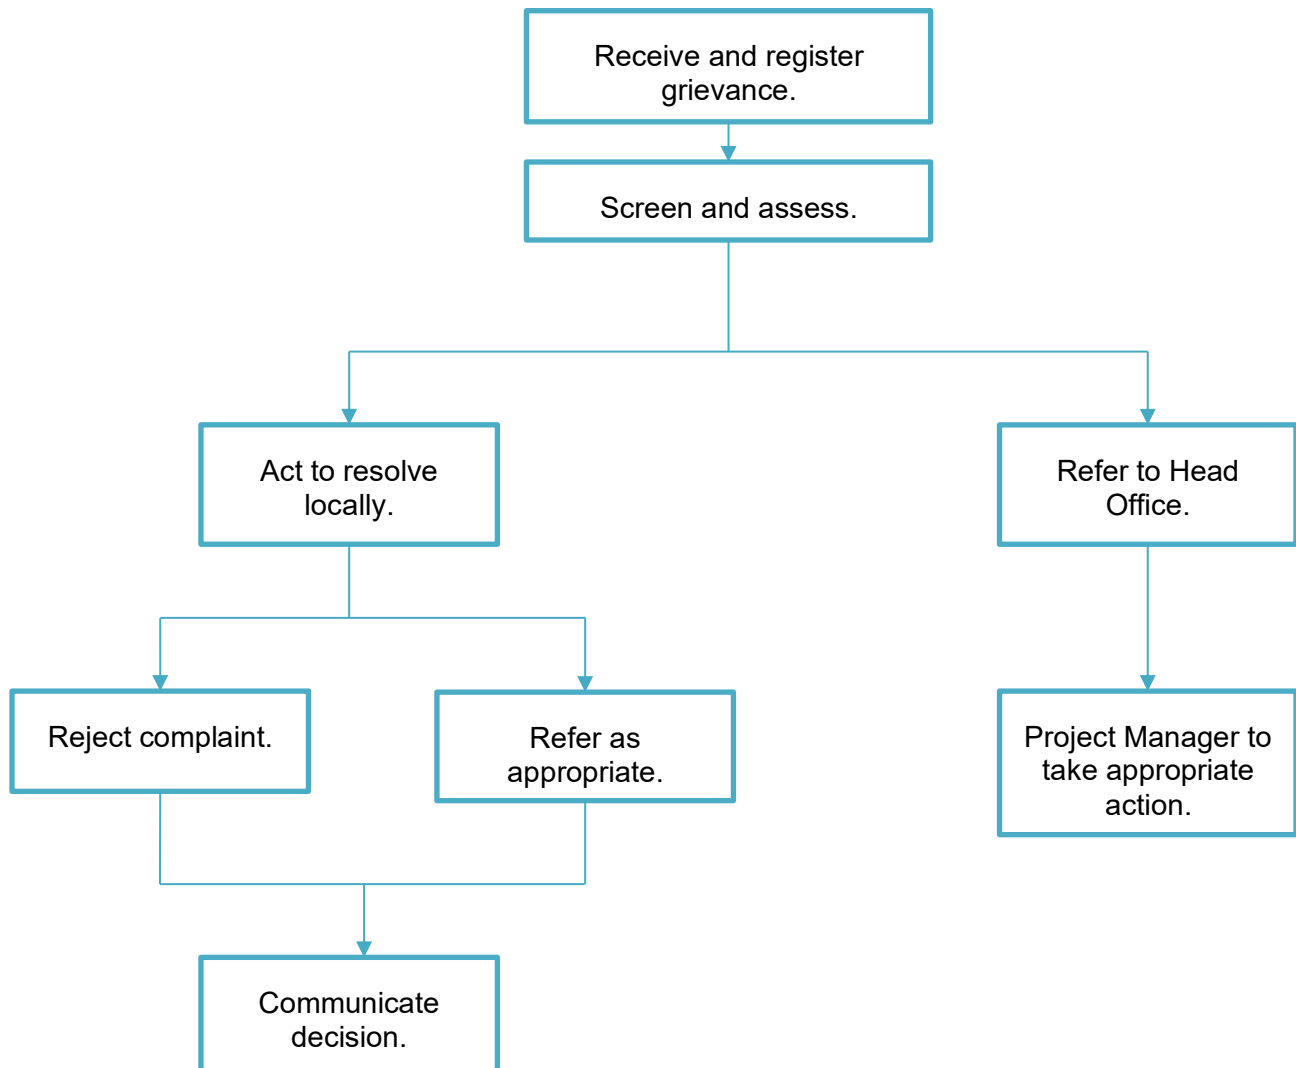 Receive and register
grievance.
Screen and assess.
Act to resolve
locally.
Refer to Head
Office.
Reject complaint.
Refer as
appropriate.
Project Manager to
take appropriate
action.
Communicate
decision.